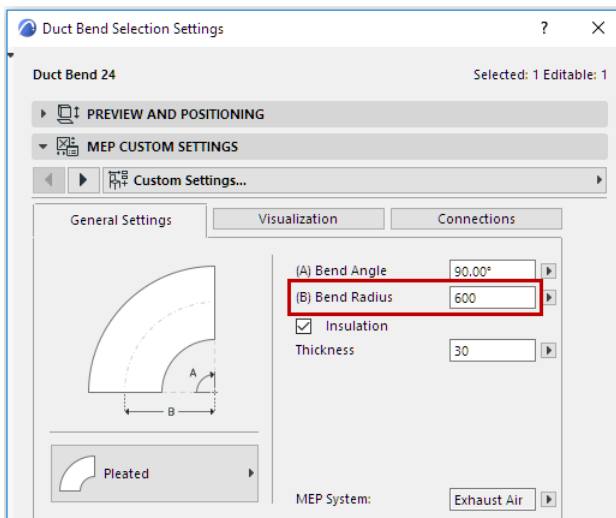 Duct Bend Selection Settings ?
Duct Bend 24 Selected: 1 Editable: 1
PREVIEW AND POSITIONING
MEP CUSTOM SETTINGS
Custom Settings...
General Settings Visualization Connections
(A) Bend Angle 90.00°
(B) Bend Radius 600
Insulation
Thickness 30
A
B
Pleated
MEP System: Exhaust Air